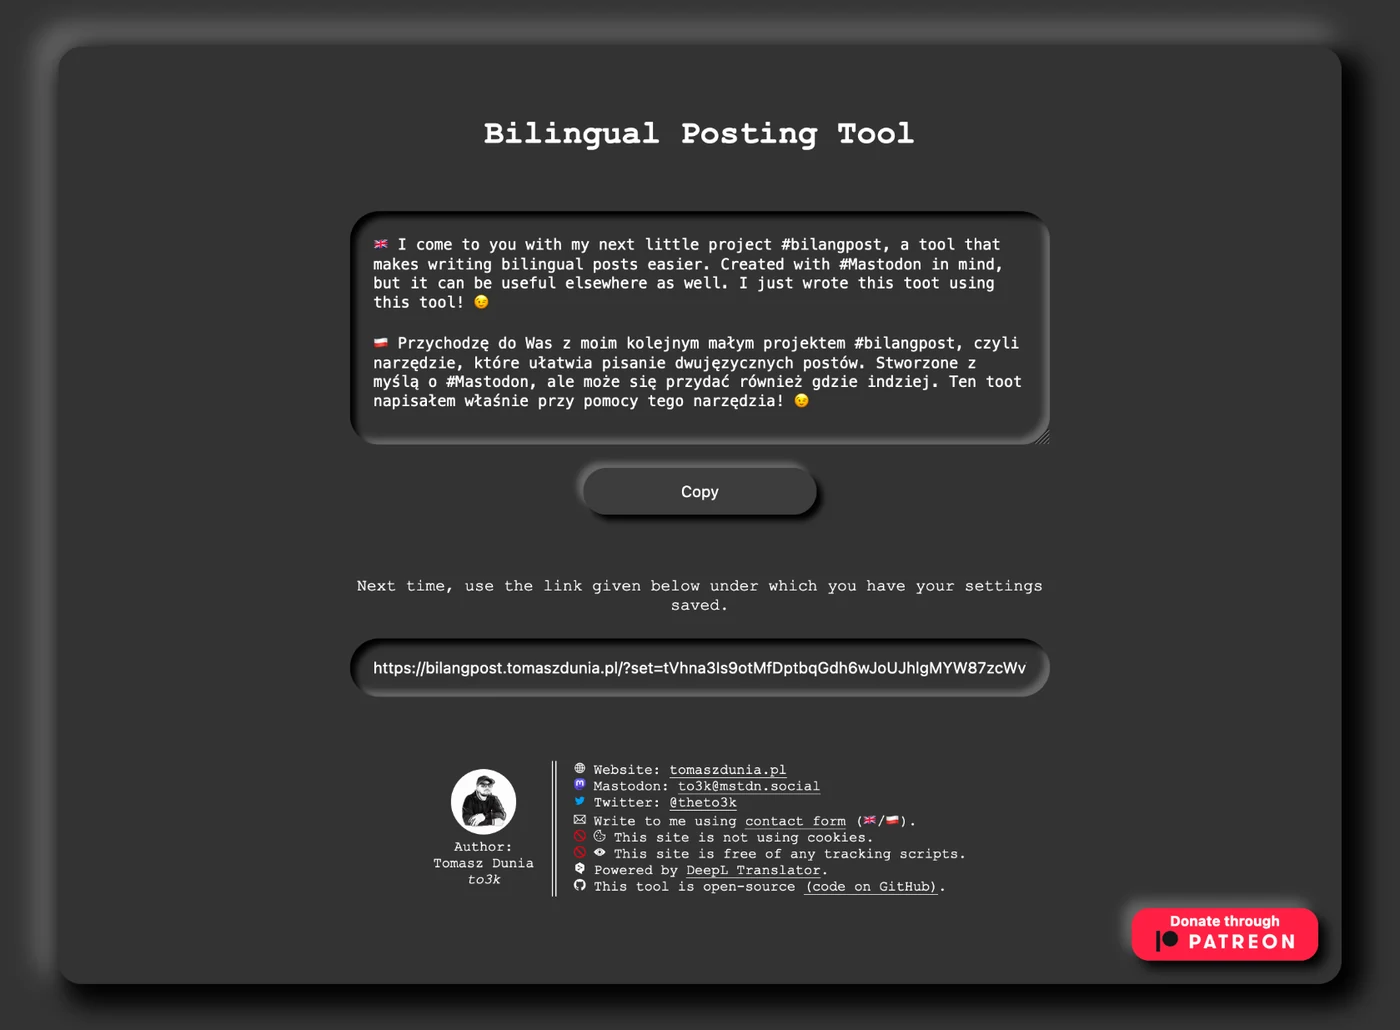 Bilingual Posting Tool
🇬🇧 I come to you with my next little project #bilangpost, a tool that
makes writing bilingual posts easier. Created with #Mastodon in mind,
but it can be useful elsewhere as well. I just wrote this toot using
this tool! 😉
🇵🇱 Przychodzę do Was z moim kolejnym małym projektem #bilangpost, czyli
narzędzie, które ułatwia pisanie dwujęzycznych postów. Stworzone z
myślą o #Mastodon, ale może się przydać również gdzie indziej. Ten toot
napisałem właśnie przy pomocy tego narzędzia! 😉
Copy
Next time, use the link given below under which you have your settings
saved.
https://bilangpost.tomaszdunia.pl/?set=tVhna3Is9otMfDptbqGdh6wJoUJhlgMYW87zcWv
Author:
Tomasz Dunia
to3k
Website: tomaszdunia.pl
Mastodon: to3k@mstdn.social
Twitter: @theto3k
Write to me using contact form (🇬🇧/🇵🇱).
This site is not using cookies.
This site is free of any tracking scripts.
Powered by DeepL Translator.
This tool is open-source (code on GitHub).
Donate through
PATREON